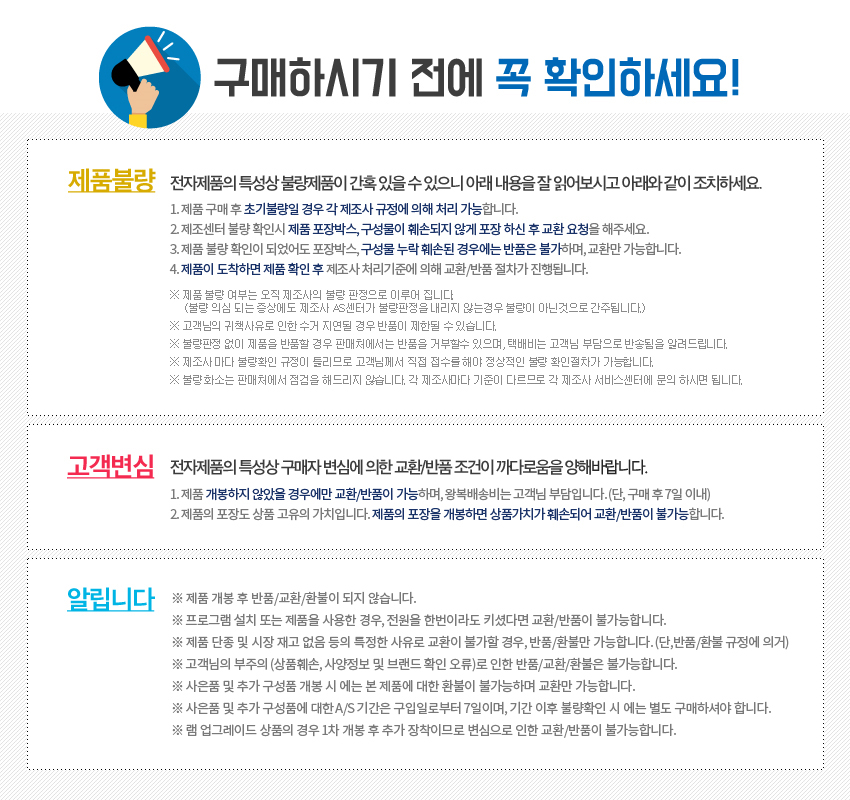 구매하시기 전에 꼭 확인하세요!
제품불량
전자제품의 특성상 불량제품이 간혹 있을 수 있으니 아래 내용을 잘 읽어보시고 아래와 같이 조치하세요.
1. 제품 구매 후 초기불량일 경우 각 제조사 규정에 의해 처리 가능합니다.
2. 제조센터 불량 확인시 제품 포장박스, 구성물이 훼손되지 않게 포장 하신 후 교환 요청을 해주세요.
3. 제품 불량 확인이 되었어도 포장박스, 구성물 누락 훼손된 경우에는 반품은 불가하며, 교환만 가능합니다.
4. 제품이 도착하면 제품 확인 후 제조사 처리기준에 의해 교환/반품 절차가 진행됩니다.
※ 제품 불량 여부는 오직 제조사의 불량 판정으로 이루어 집니다.
(불량 의심 되는 증상에도 제조사 AS센터가 불량판정을 내리지 않는경우 불량이 아닌것으로 간주됩니다.)
※ 고객님의 귀책사유로 인한 수거 지연될 경우 반품이 제한될 수 있습니다.
※ 불량판정 없이 제품을 반품할 경우 판매처에서는 반품을 거부할수 있으며, 택배비는 고객님 부담으로 반송됨을 알려드립니다.
※ 제조사 마다 불량확인 규정이 틀리므로 고객님께서 직접 접수를 해야 정상적인 불량 확인절차가 가능합니다.
※ 불량 화소는 판매처에서 점검을 해드리지 않습니다. 각 제조사마다 기준이 다르므로 각 제조사 서비스센터에 문의 하시면 됩니다.
고객변심
전자제품의 특성상 구매자 변심에 의한 교환/반품 조건이 까다로움을 양해바랍니다.
1. 제품 개봉하지 않았을 경우에만 교환/반품이 가능하며, 왕복배송비는 고객님 부담입니다. (단, 구매 후 7일 이내)
2. 제품의 포장도 상품 고유의 가치입니다. 제품의 포장을 개봉하면 상품가치가 훼손되어 교환/반품이 불가능합니다.
알립니다
※ 제품 개봉 후 반품/교환/환불이 되지 않습니다.
※ 프로그램 설치 또는 제품을 사용한 경우, 전원을 한번이라도 키셨다면 교환/반품이 불가능합니다.
※ 제품 단종 및 시장 재고 없음 등의 특정한 사유로 교환이 불가할 경우, 반품/환불만 가능합니다. (단,반품/환불 규정에 의거)
※ 고객님의 부주의 (상품훼손, 사양정보 및 브랜드 확인 오류)로 인한 반품/교환/환불은 불가능합니다.
※ 사은품 및 추가 구성품 개봉 시 에는 본 제품에 대한 환불이 불가능하며 교환만 가능합니다.
※ 사은품 및 추가 구성품에 대한 A/S 기간은 구입일로부터 7일이며, 기간 이후 불량확인 시 에는 별도 구매하셔야 합니다.
※ 램 업그레이드 상품의 경우 1차 개봉 후 추가 장착이므로 변심으로 인한 교환/반품이 불가능합니다.